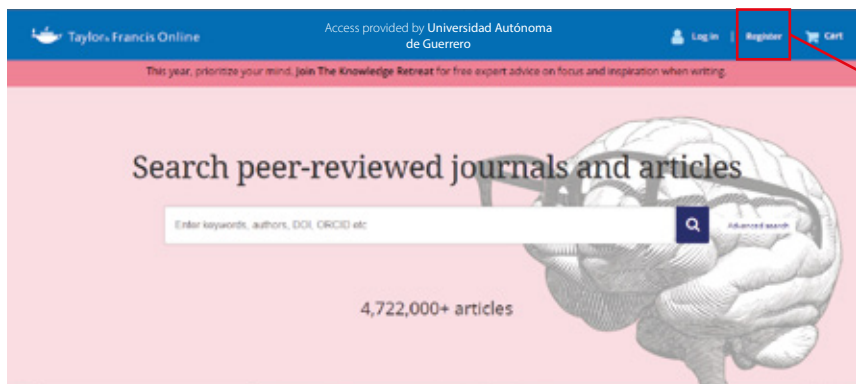 Taylor & Francis Online
Access provided by Universidad Autónoma
de Guerrero
Log in | Register
Cart
This year, prioritize your mind. Join The Knowledge Retreat for free expert advice on focus and inspiration when writing.
Search peer-reviewed journals and articles
Enter keywords, authors, DOI, ORCID etc
Advanced search
4,722,000+ articles